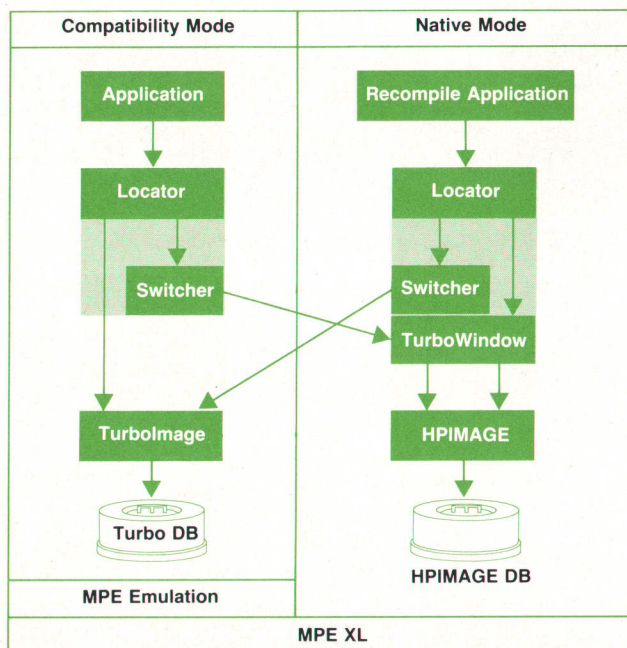 Compatibility Mode
Native Mode
Application
Recompile Application
Locator
Locator
Switcher
Switcher
TurboWindow
TurboImage
HPIMAGE
Turbo DB
HPIMAGE DB
MPE Emulation
MPE XL